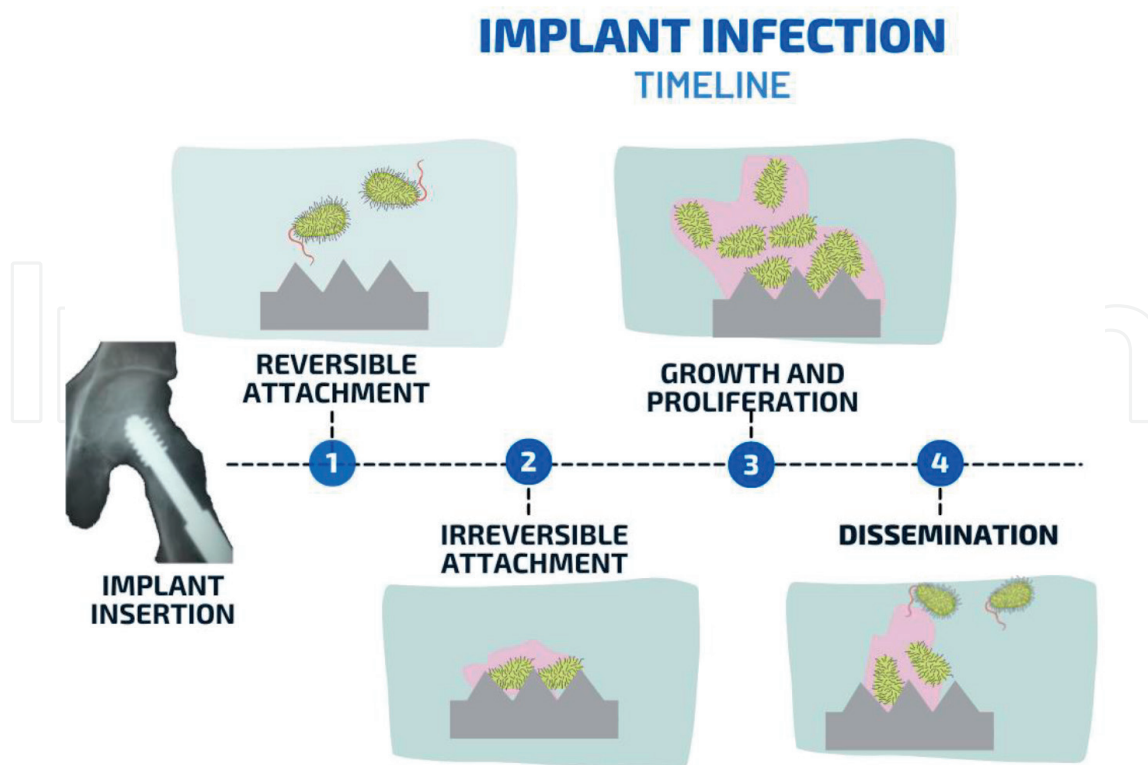 IMPLANT INFECTION
TIMELINE
REVERSIBLE
ATTACHMENT
GROWTH AND
PROLIFERATION
1
2
3
4
IRREVERSIBLE
ATTACHMENT
DISSEMINATION
IMPLANT
INSERTION